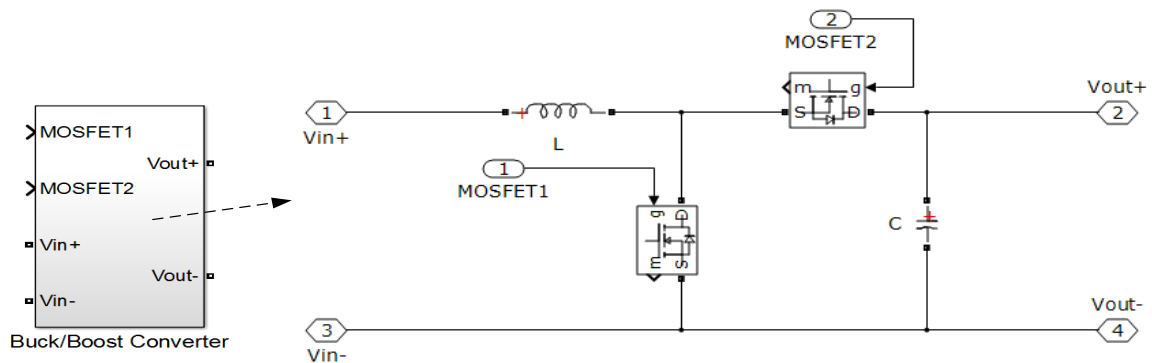 MOSFET1
MOSFET2
Vin+
Vin-
Vout+
Vout-
Buck/Boost Converter
1
Vin+
L
1
MOSFET1
g
D
m
S
2
MOSFET2
m
g
S
D
C
Vout+
2
3
Vin-
Vout-
4